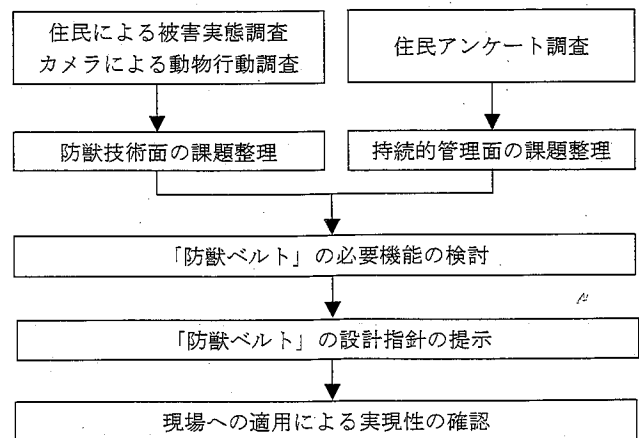 住民による被害実態調査
カメラによる動物行動調査
住民アンケート調査
防獣技術面の課題整理
持続的管理面の課題整理
「防獣ベルト」の必要機能の検討
「防獣ベルト」の設計指針の提示
現場への適用による実現性の確認